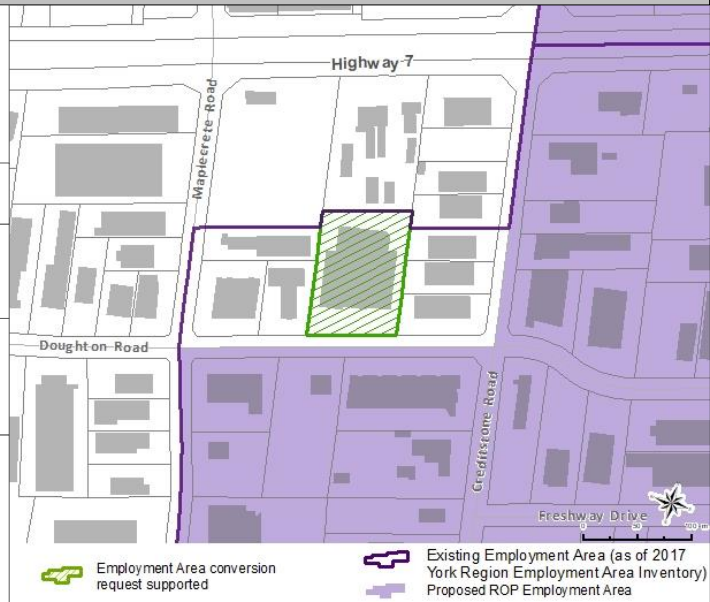 Highway 7
Maplecrete Road
Doughton Road
Creditstone Road
Freshway Drive
0 50 100 m
Employment Area conversion
request supported
Existing Employment Area (as of 2017
York Region Employment Area Inventory)
Proposed ROP Employment Area